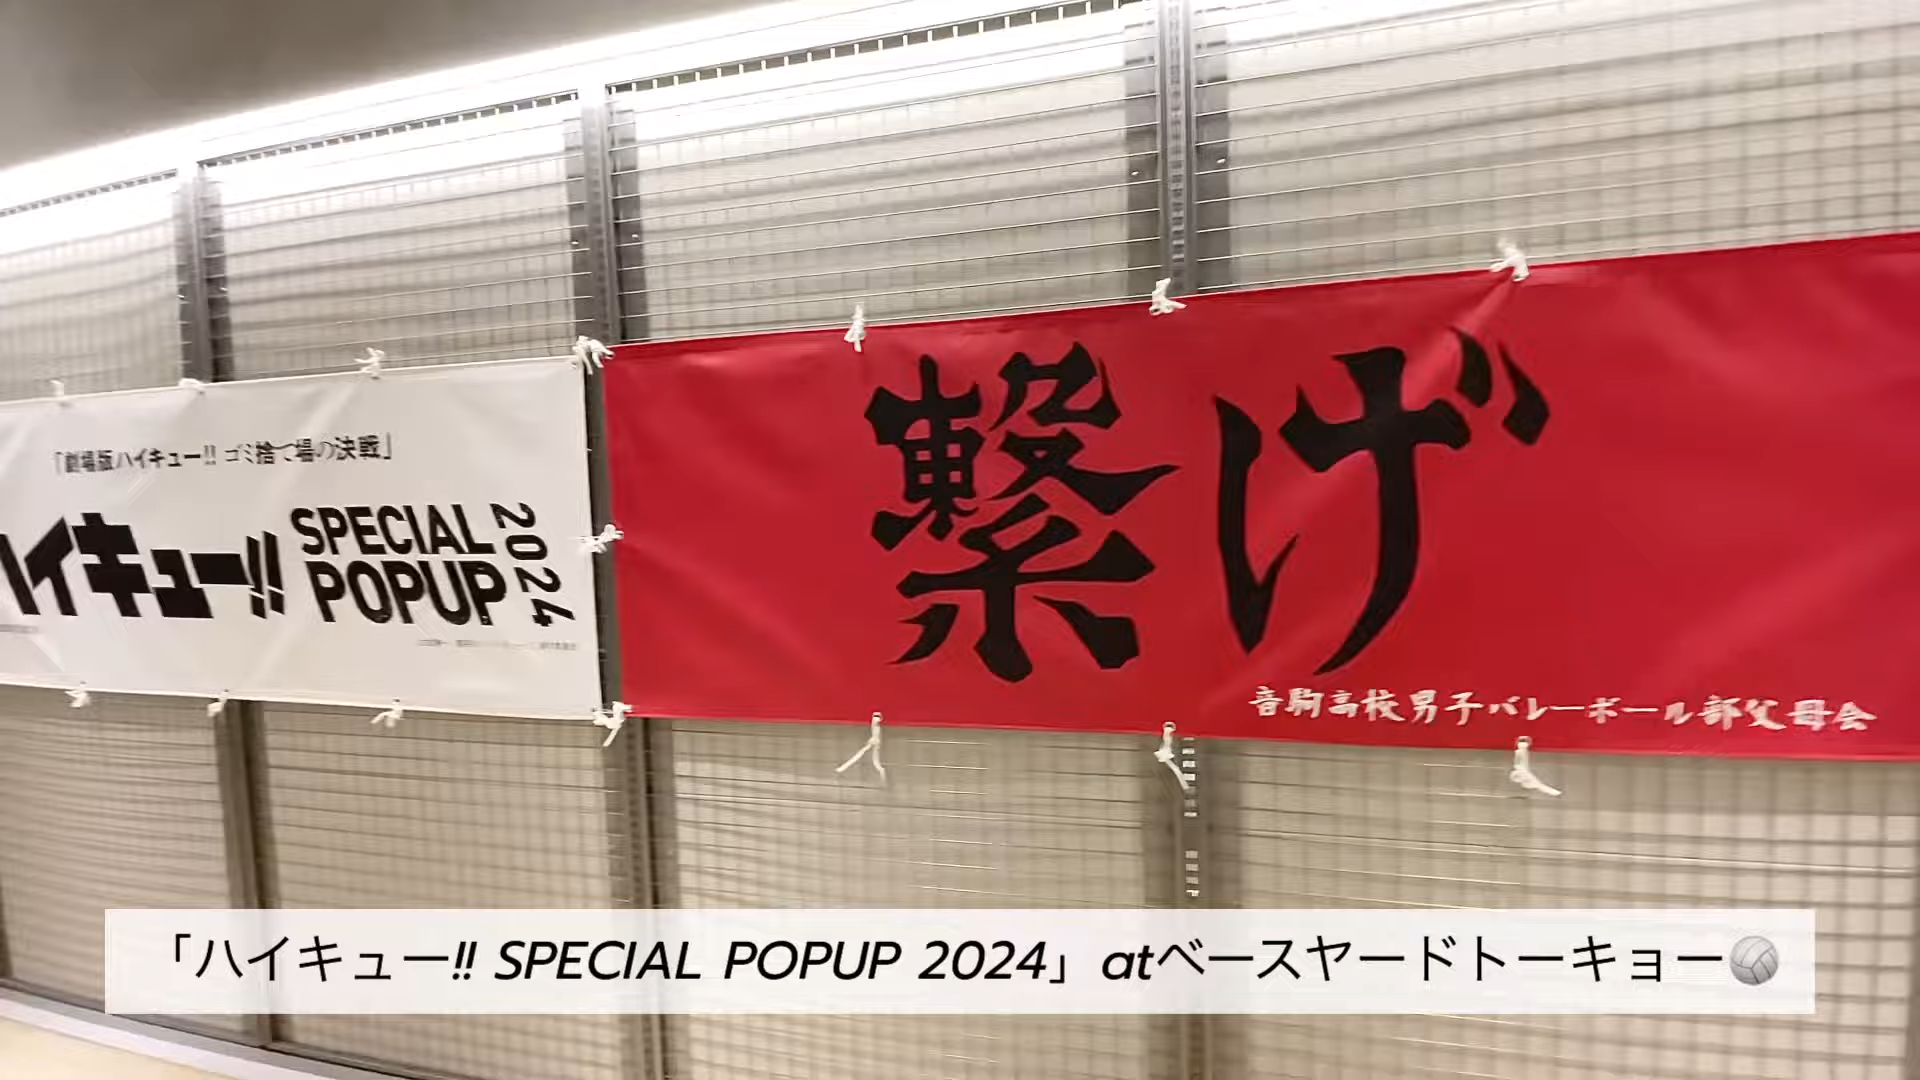 「劇場版ハイキュー!! ゴミ捨て場の決戦」
ハイキュー!! SPECIAL POPUP 2024
繋げ
音駒高校男子バレーボール部父母会
「ハイキュー!! SPECIAL POPUP 2024」atベースヤードトーキョー🏐